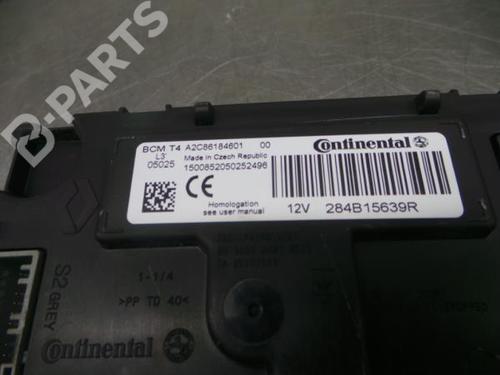 B-PARTS
BCM T4 A2C86184601 00
L3
05025
Made in Czech Republic
1500852050252496
Continental
Homologation
see user manual
12V 284B15639R
1-1/4
>PP TD 40<
S2 GREY
Continental